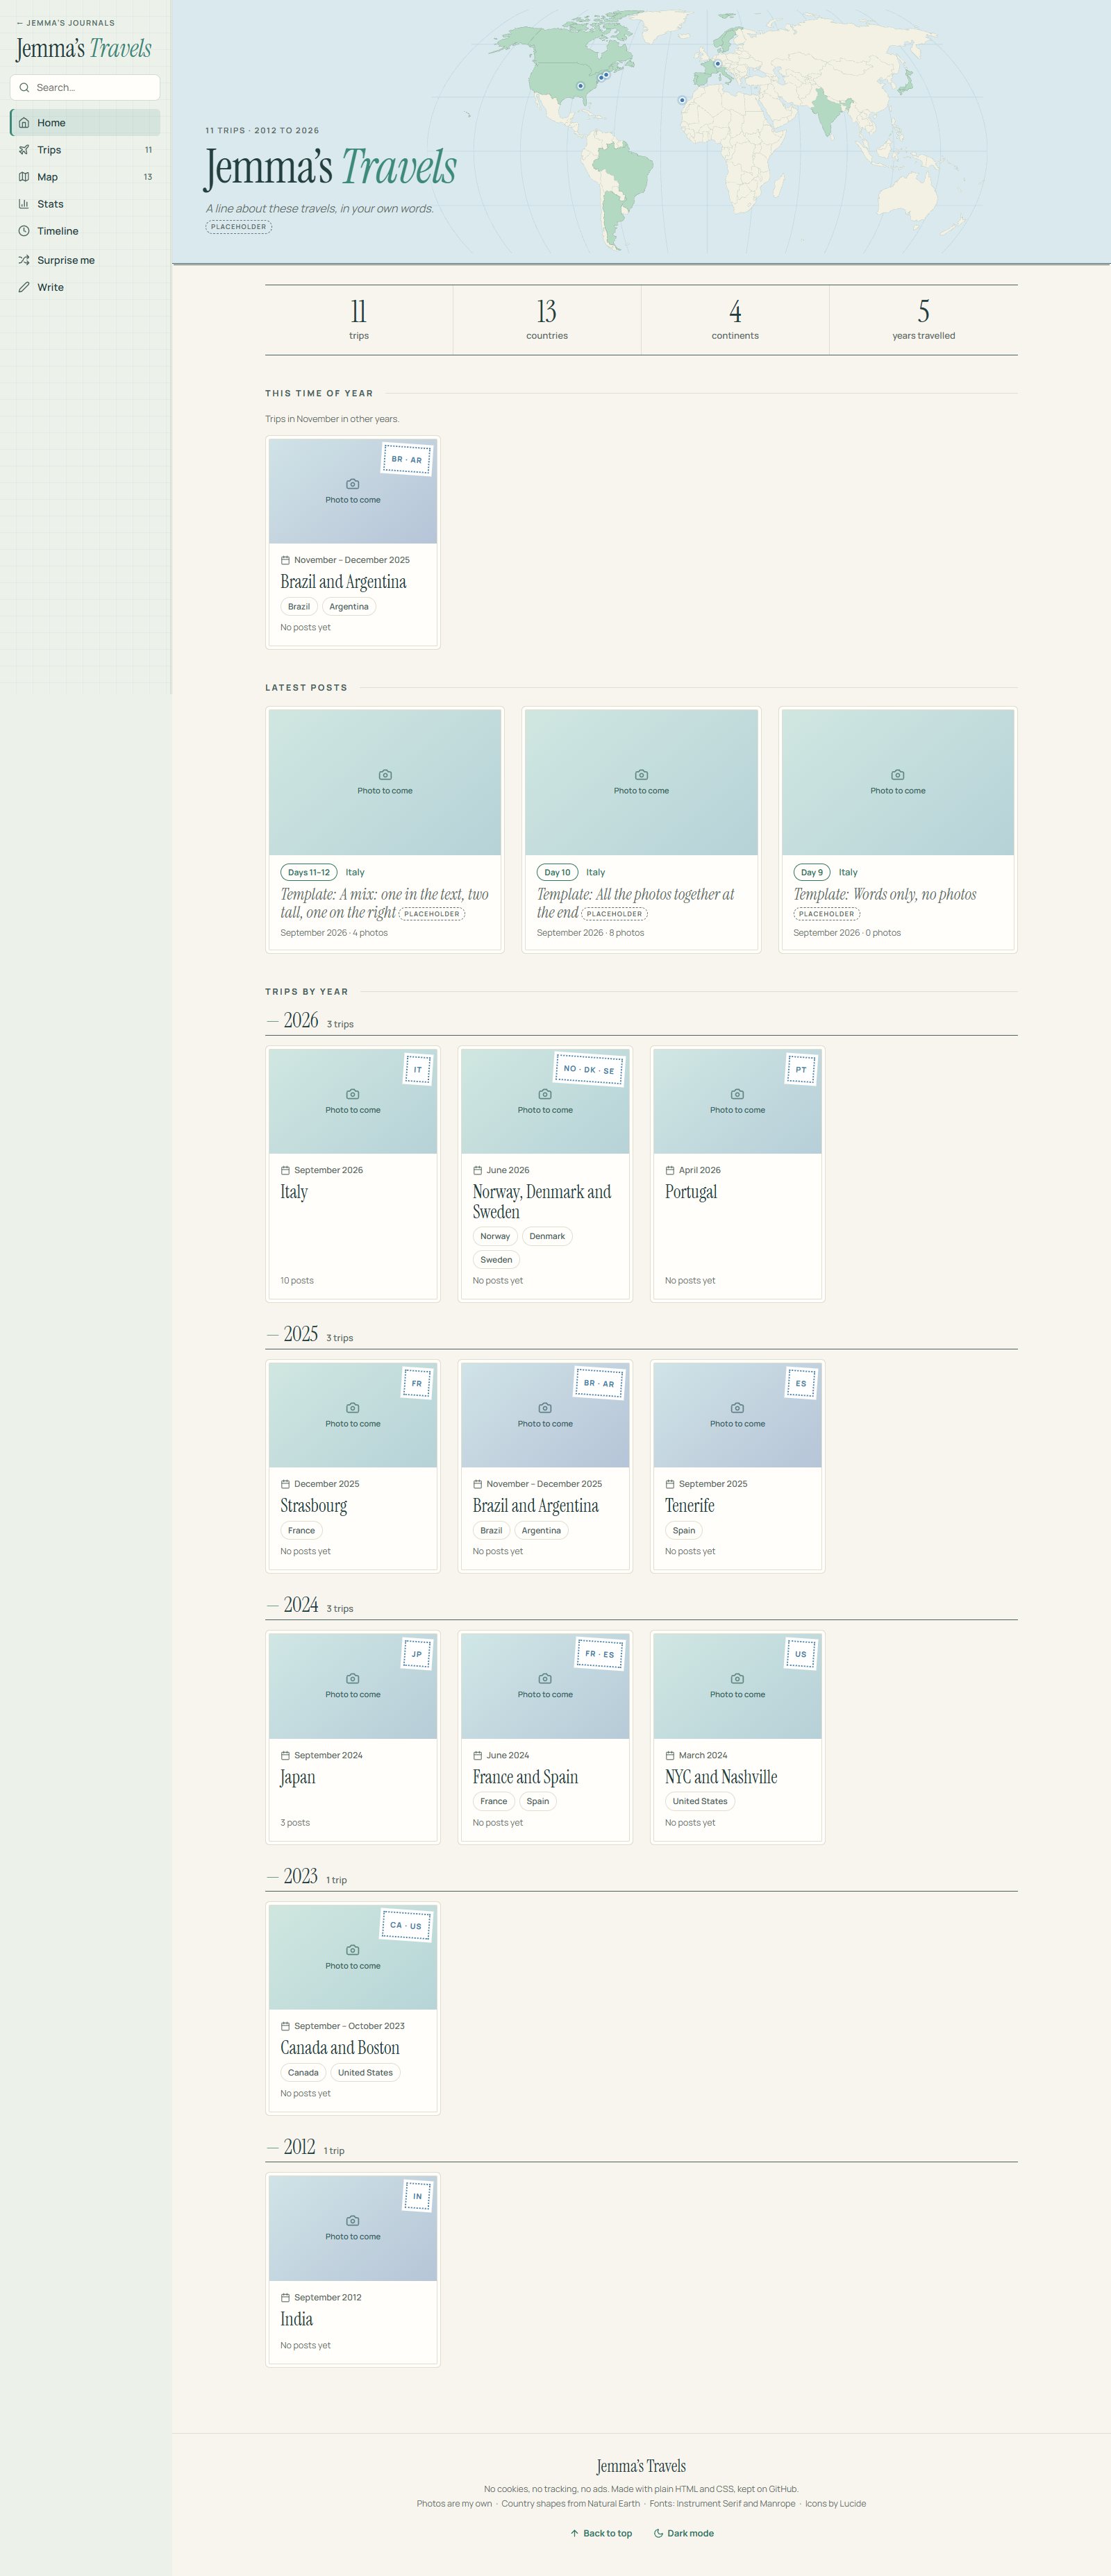 ← JEMMA'S JOURNALS
Jemma's Travels
Search...
Home
Trips 11
Map 13
Stats
Timeline
Surprise me
Write
11 TRIPS · 2012 TO 2026
Jemma's Travels
A line about these travels, in your own words.
PLACEHOLDER
11
trips
13
countries
4
continents
5
years travelled
THIS TIME OF YEAR
Trips in November in other years.
BR · AR
Photo to come
November – December 2025
Brazil and Argentina
Brazil Argentina
No posts yet
LATEST POSTS
Photo to come
Days 11–12 Italy
Template: A mix: one in the text, two
tall, one on the right PLACEHOLDER
September 2026 · 4 photos
Photo to come
Day 10 Italy
Template: All the photos together at
the end PLACEHOLDER
September 2026 · 8 photos
Photo to come
Day 9 Italy
Template: Words only, no photos
PLACEHOLDER
September 2026 · 0 photos
TRIPS BY YEAR
— 2026 3 trips
IT
Photo to come
September 2026
Italy
10 posts
NO · DK · SE
Photo to come
June 2026
Norway, Denmark and
Sweden
Norway Denmark
Sweden
No posts yet
PT
Photo to come
April 2026
Portugal
No posts yet
— 2025 3 trips
FR
Photo to come
December 2025
Strasbourg
France
No posts yet
BR · AR
Photo to come
November – December 2025
Brazil and Argentina
Brazil Argentina
No posts yet
ES
Photo to come
September 2025
Tenerife
Spain
No posts yet
— 2024 3 trips
JP
Photo to come
September 2024
Japan
3 posts
FR · ES
Photo to come
June 2024
France and Spain
France Spain
No posts yet
US
Photo to come
March 2024
NYC and Nashville
United States
No posts yet
— 2023 1 trip
CA · US
Photo to come
September – October 2023
Canada and Boston
Canada United States
No posts yet
— 2012 1 trip
IN
Photo to come
September 2012
India
No posts yet
Jemma's Travels
No cookies, no tracking, no ads. Made with plain HTML and CSS, kept on GitHub.
Photos are my own · Country shapes from Natural Earth · Fonts: Instrument Serif and Manrope · Icons by Lucide
↑ Back to top Dark mode